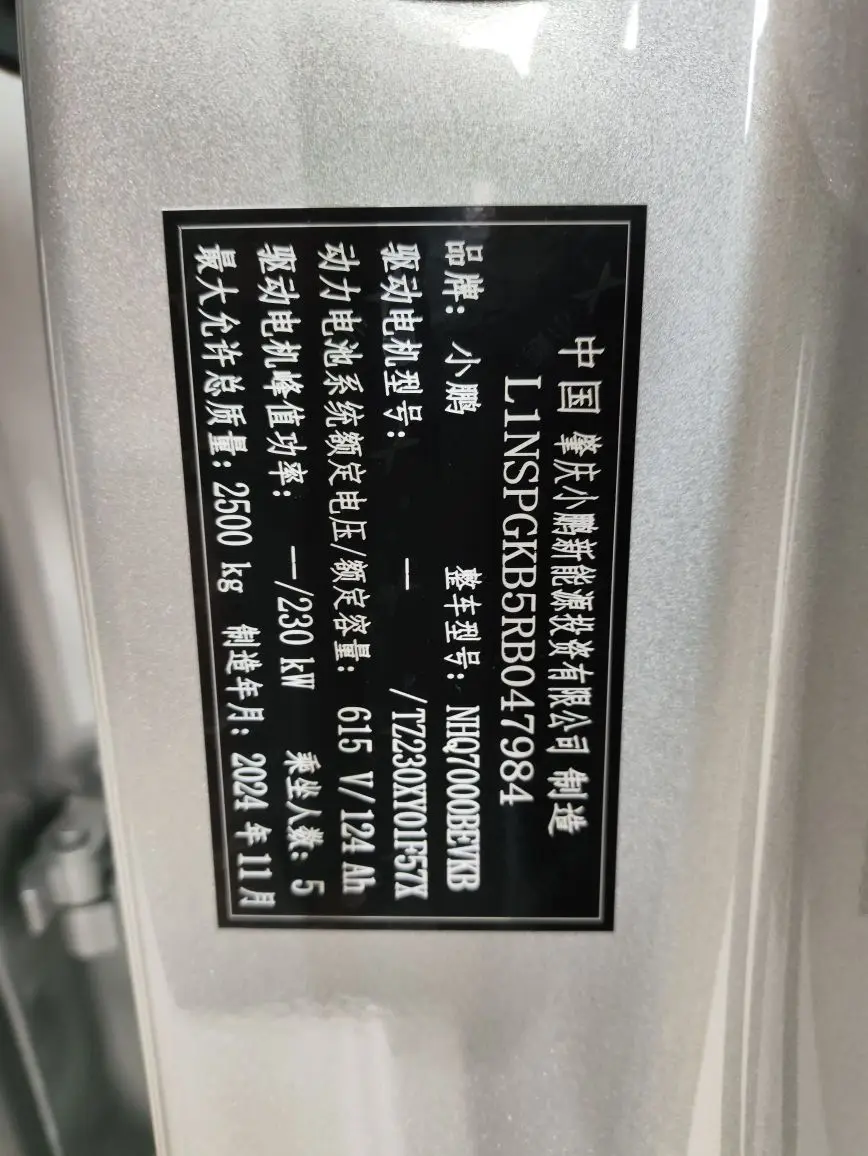 中国 肇庆小鹏新能源投资有限公司 制造
L1NSPGKB5RB047984
品牌：小鹏 整车型号：NHQ7000BEVKB
驱动电机型号： —/TZ230XY01F57X
动力电池系统额定电压/额定容量：615 V/124 Ah
驱动电机峰值功率： —/230 kW 乘坐人数：5
最大允许总质量：2500 kg 制造年月：2024 年 11 月